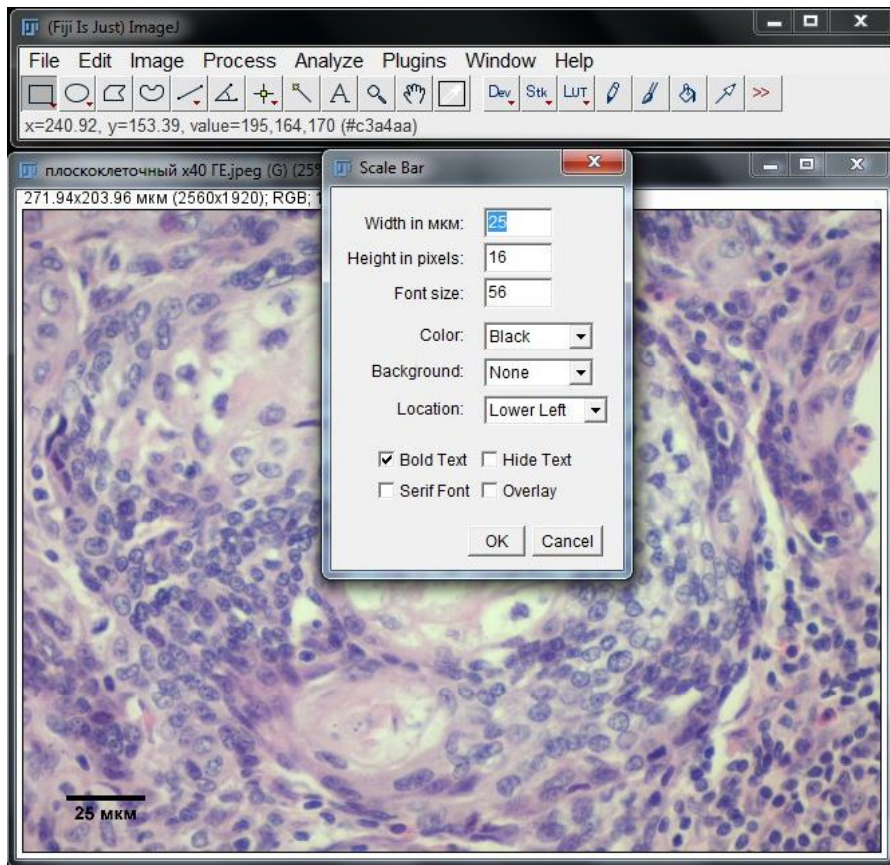 (Fiji Is Just) ImageJ
File Edit Image Process Analyze Plugins Window Help
Dev Stk LUT >>
x=240.92, y=153.39, value=195,164,170 (#c3a4aa)
плоскоклеточный x40 ГЕ.jpeg (G) (25%
271.94x203.96 мкм (2560x1920); RGB; 1
Scale Bar
Width in мкм: 25
Height in pixels: 16
Font size: 56
Color: Black
Background: None
Location: Lower Left
Bold Text Hide Text
Serif Font Overlay
OK Cancel
25 мкм